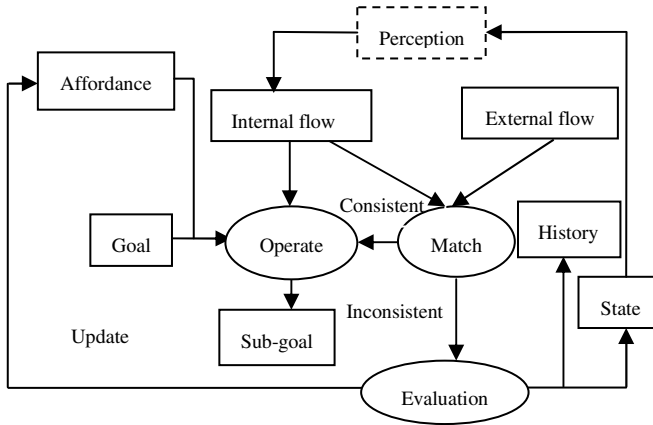 Perception
Affordance
Internal flow
External flow
Consistent
Goal
Operate
Match
History
Inconsistent
State
Update
Sub-goal
Evaluation